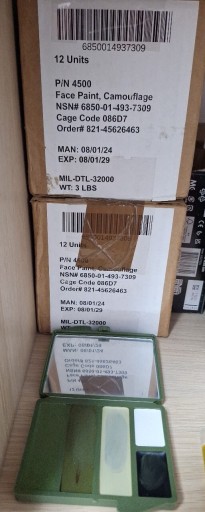 6850014937309
12 Units
P/N 4500
Face Paint, Camouflage
NSN# 6850-01-493-7309
Cage Code 086D7
Order# 821-45626463
MAN: 08/01/24
EXP: 08/01/29
MIL-DTL-32000
WT: 3 LBS
12 Units
P/N 4500
Face Paint, Camouflage
NSN# 6850-01-493-7309
Cage Code 086D7
Order# 821-45626463
MAN: 08/01/24
EXP: 08/01/29
MIL-DTL-32000